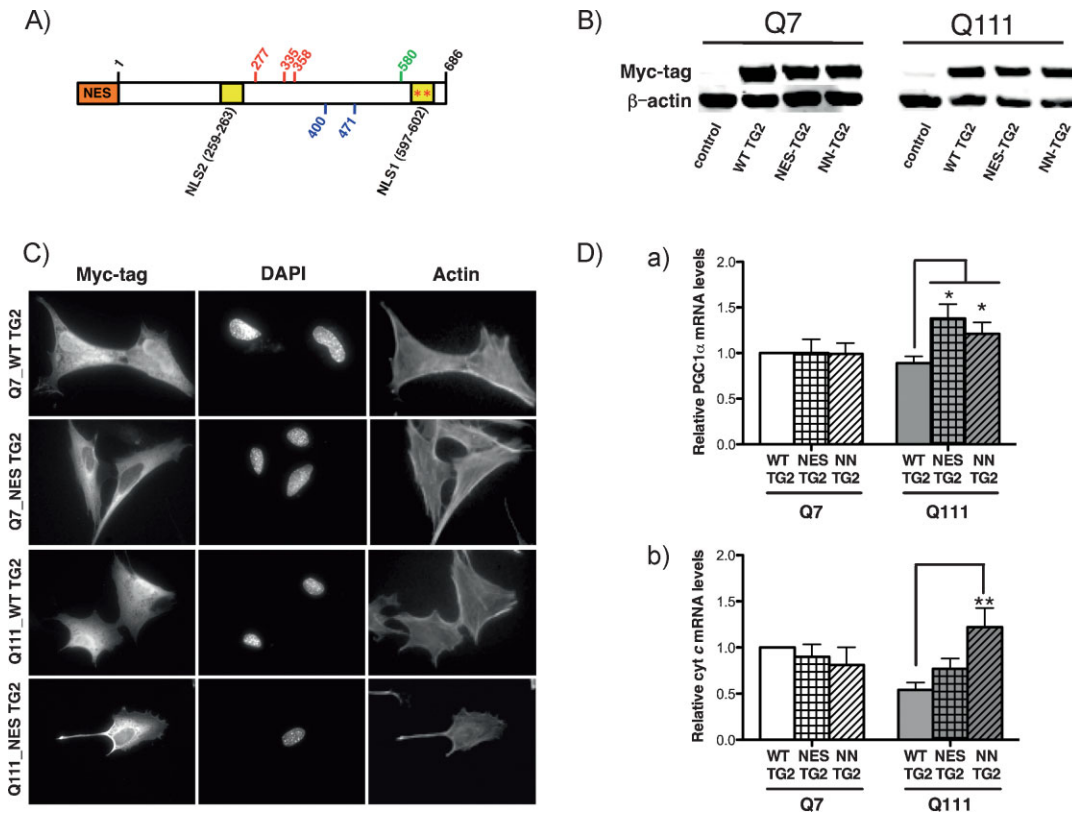 A)
NES
1
277
335
358
580
686
**
400
471
NLS2 (259-263)
NLS1 (597-602)
B)
Q7
Q111
Myc-tag
β-actin
control
WT TG2
NES-TG2
NN-TG2
control
WT TG2
NES-TG2
NN-TG2
C)
Myc-tag
DAPI
Actin
Q7_WT TG2
Q7_NES TG2
Q111_WT TG2
Q111_NES TG2
D)
a)
Relative PGC1α mRNA levels
2.0
1.5
1.0
0.5
0.0
*
*
WT NES NN
TG2 TG2 TG2
Q7
WT NES NN
TG2 TG2 TG2
Q111
b)
Relative cyt c mRNA levels
2.0
1.5
1.0
0.5
0.0
**
WT NES NN
TG2 TG2 TG2
Q7
WT NES NN
TG2 TG2 TG2
Q111